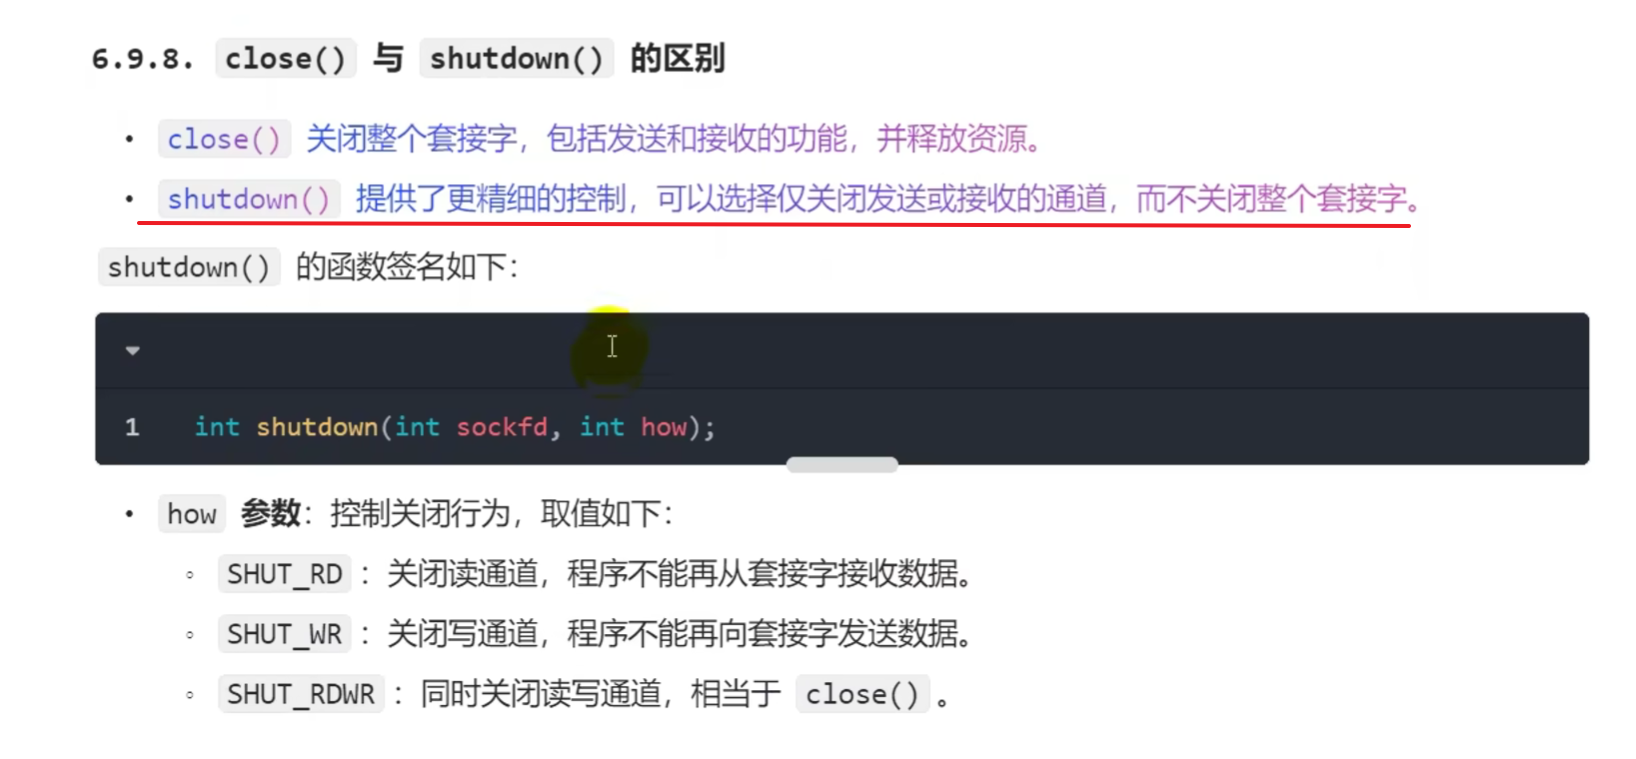 6.9.8. close() 与 shutdown() 的区别
• close() 关闭整个套接字，包括发送和接收的功能，并释放资源。
• shutdown() 提供了更精细的控制，可以选择仅关闭发送或接收的通道，而不关闭整个套接字。
shutdown() 的函数签名如下：
1 int shutdown(int sockfd, int how);
• how 参数：控制关闭行为，取值如下：
◦ SHUT_RD ：关闭读通道，程序不能再从套接字接收数据。
◦ SHUT_WR ：关闭写通道，程序不能再向套接字发送数据。
◦ SHUT_RDWR ：同时关闭读写通道，相当于 close() 。